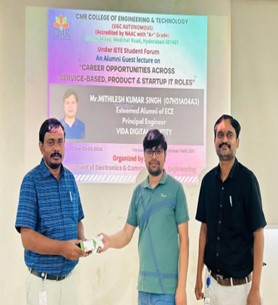 CMR COLLEGE OF ENGINEERING & TECHNOLOGY
(UGC AUTONOMOUS)
(Accredited by NAAC with "A+" Grade)
Medchal Road, Hyderabad
Under IETE Student Forum
An Alumni Guest lecture on
"CAREER OPPORTUNITIES ACROSS
SERVICE-BASED, PRODUCT & STARTUP IT ROLES"
Mr.MITHILESH KUMAR SINGH (07H51A04A3)
Esteemed Alumni of ECE
Principal Engineer
VIDA DIGITAL
Organized by
of Electronics & Engineering